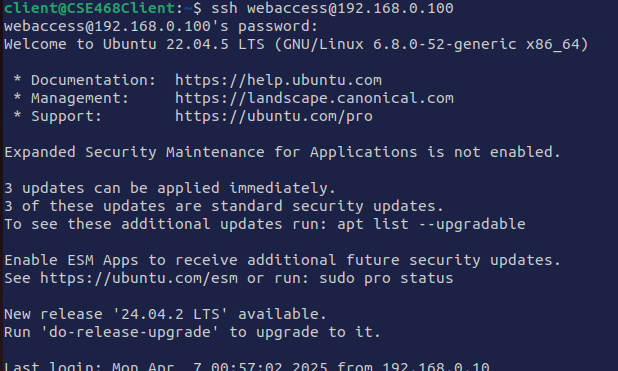 client@CSE468Client:~$ ssh webaccess@192.168.0.100
webaccess@192.168.0.100's password:
Welcome to Ubuntu 22.04.5 LTS (GNU/Linux 6.8.0-52-generic x86_64)
* Documentation:  https://help.ubuntu.com
* Management:     https://landscape.canonical.com
* Support:        https://ubuntu.com/pro
Expanded Security Maintenance for Applications is not enabled.
3 updates can be applied immediately.
3 of these updates are standard security updates.
To see these additional updates run: apt list --upgradable
Enable ESM Apps to receive additional future security updates.
See https://ubuntu.com/esm or run: sudo pro status
New release '24.04.2 LTS' available.
Run 'do-release-upgrade' to upgrade to it.
Last login: Mon Apr  7 00:57:02 2025 from 192.168.0.10